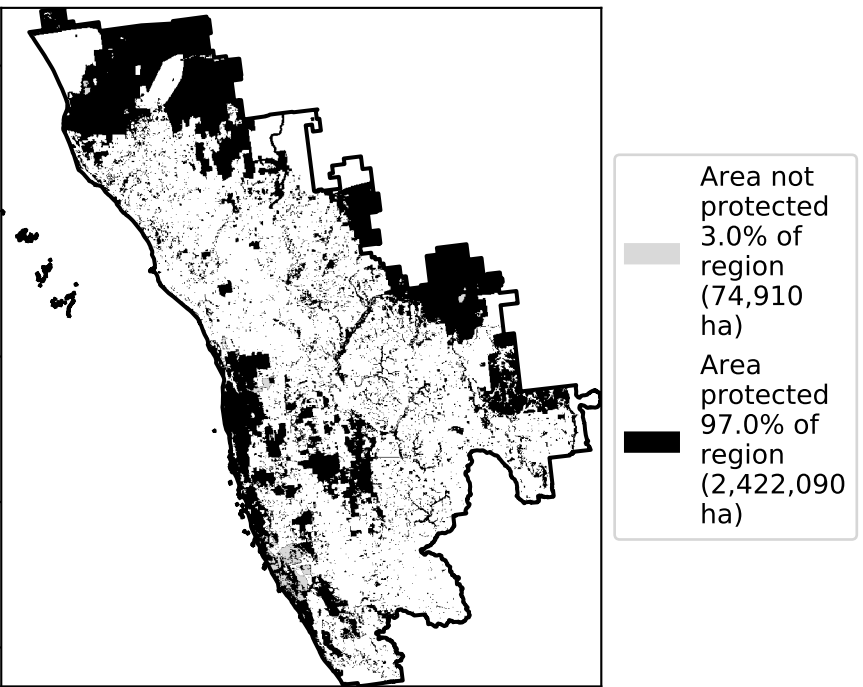 Area not
protected
3.0% of
region
(74,910
ha)
Area
protected
97.0% of
region
(2,422,090
ha)